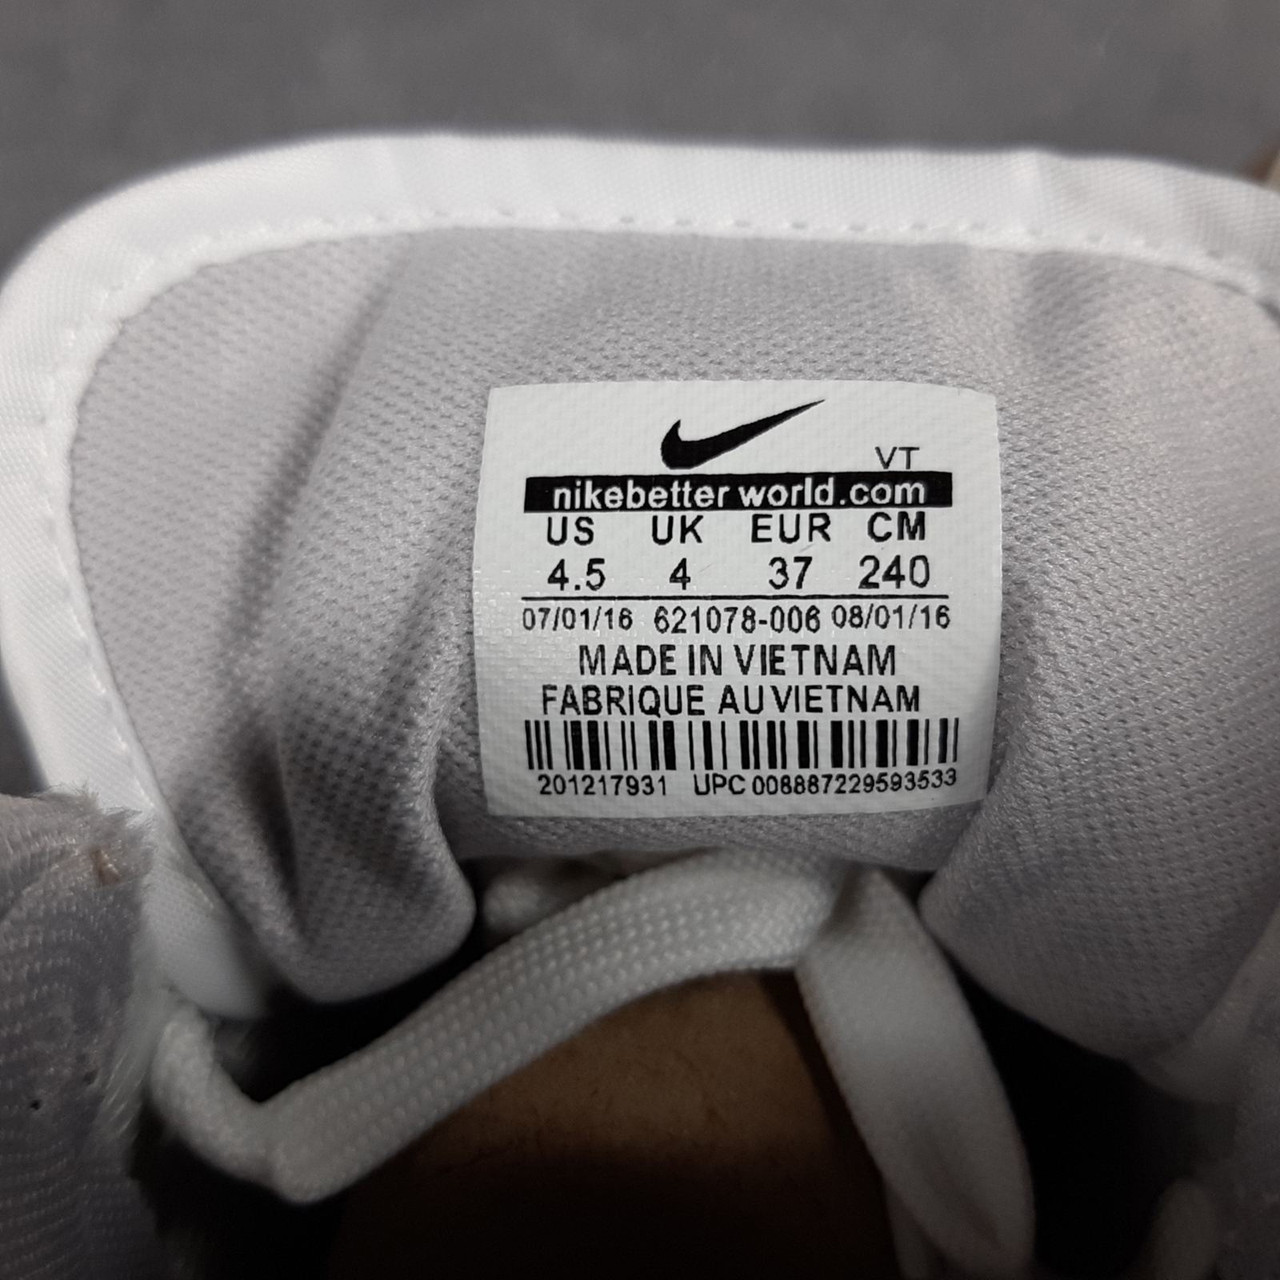 VT
nikebetterworld.com
US UK EUR CM
4.5 4 37 240
07/01/16 621078-006 08/01/16
MADE IN VIETNAM
FABRIQUE AU VIETNAM
201217931 UPC 008887229593533